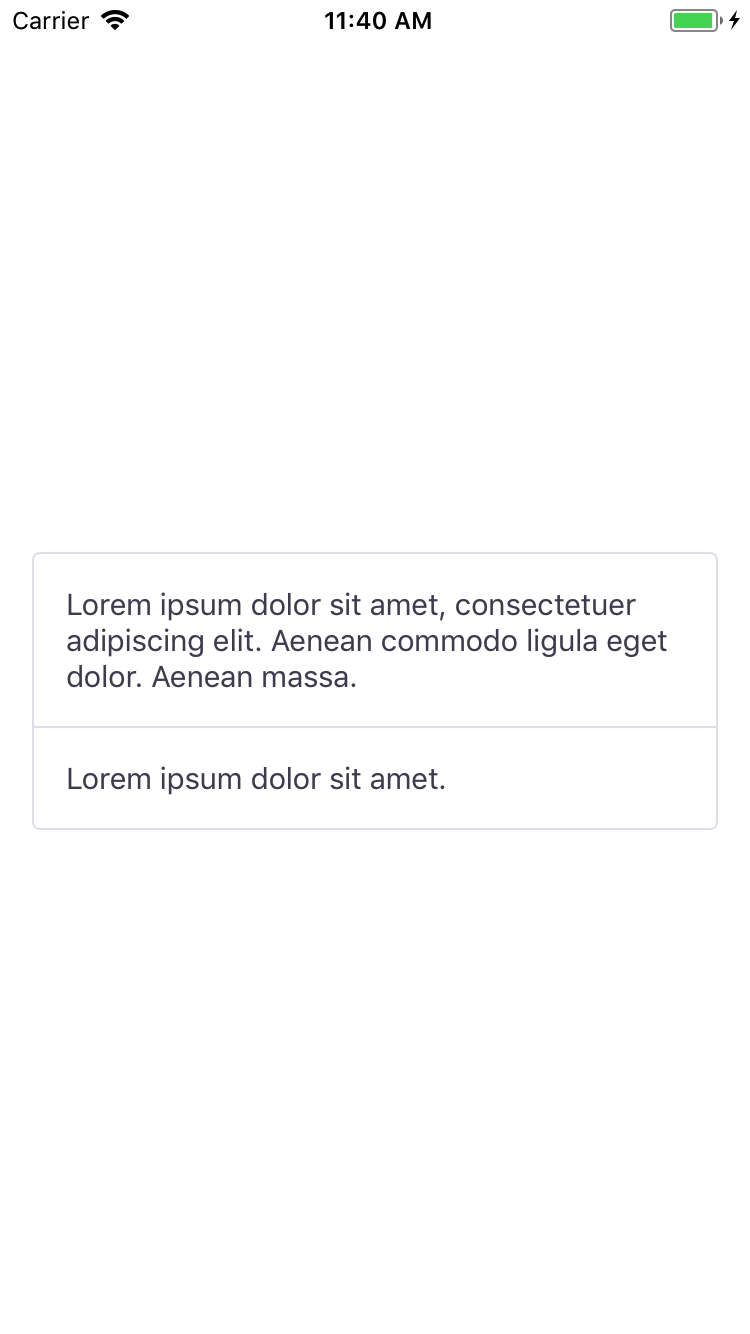 Carrier 11:40 AM
Lorem ipsum dolor sit amet, consectetuer
adipiscing elit. Aenean commodo ligula eget
dolor. Aenean massa.
Lorem ipsum dolor sit amet.